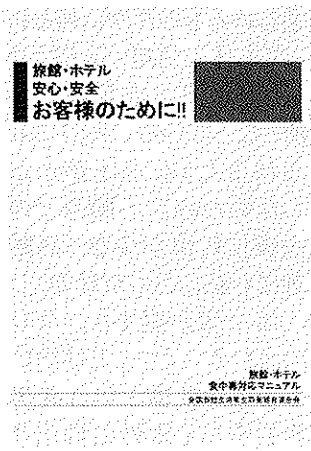 旅館・ホテル
安心・安全
お客様のために!!
旅館・ホテル
食中毒対応マニュアル